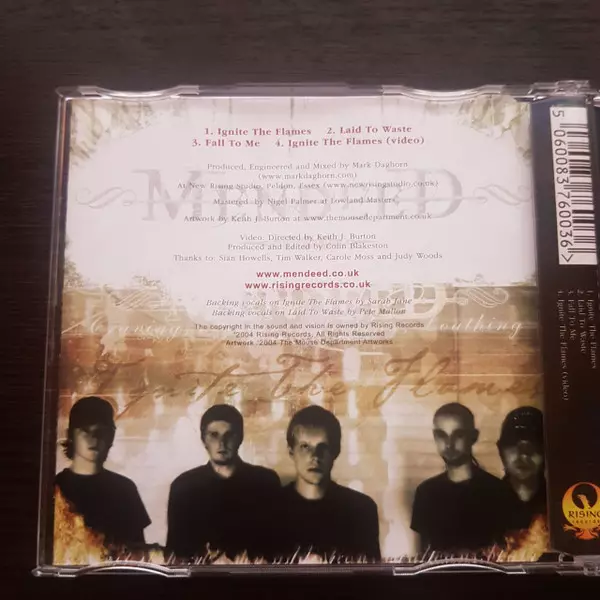 1. Ignite The Flames 2. Laid To Waste
3. Fall To Me 4. Ignite The Flames (video)
Produced, Engineered and Mixed by Mark Daghorn
(www.markdaghorn.com)
At New Rising Studio, Peldon, Essex (www.newrisingstudio.co.uk)
MENDEED
Mastered by Nigel Palmer at Lowland Masters
Artwork by Keith J. Burton at www.themousedepartment.co.uk
Video: Directed by Keith J. Burton
Produced and Edited by Colin Blakeston
Thanks to: Sian Howells, Tim Walker, Carole Moss and Judy Woods
www.mendeed.co.uk
www.risingrecords.co.uk
Backing vocals on Ignite The Flames by Sarah Jane
Backing vocals on Laid To Waste by Pete Mullan
The copyright in the sound and vision is owned by Rising Records
'2004 Rising Records, All Rights Reserved
Artwork '2004 The Mouse Department Artworks
Ignite The Flames
5 060083 760036 >
1. Ignite The Flames
2. Laid To Waste
3. Fall To Me
4. Ignite The Flames (video)
RISING
RECORDS